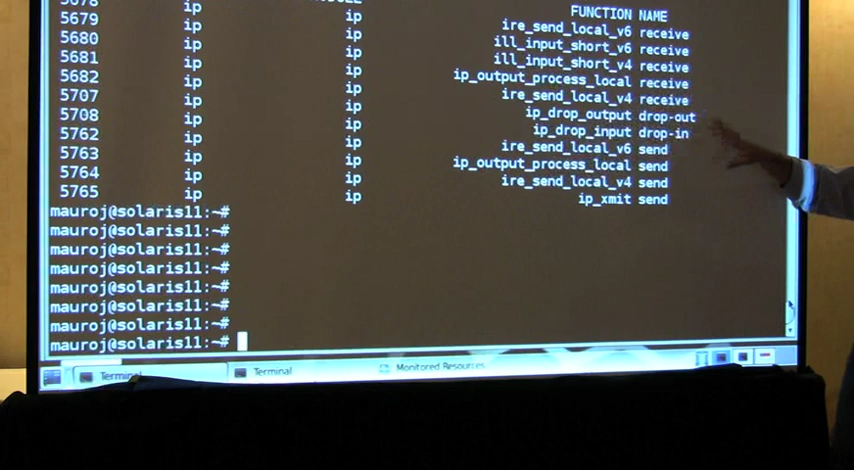 FUNCTION NAME
5678 ip ip ire_send_local_v6 receive
5679 ip ip ill_input_short_v6 receive
5680 ip ip ill_input_short_v4 receive
5681 ip ip ip_output_process_local receive
5682 ip ip ire_send_local_v4 receive
5707 ip ip ip_drop_output drop-out
5708 ip ip ip_drop_input drop-in
5762 ip ip ire_send_local_v6 send
5763 ip ip ip_output_process_local send
5764 ip ip ire_send_local_v4 send
5765 ip ip ip_xmit send
mauroj@solaris11:~#
mauroj@solaris11:~#
mauroj@solaris11:~#
mauroj@solaris11:~#
mauroj@solaris11:~#
mauroj@solaris11:~#
mauroj@solaris11:~#
mauroj@solaris11:~#
Terminal Terminal Monitored Resources